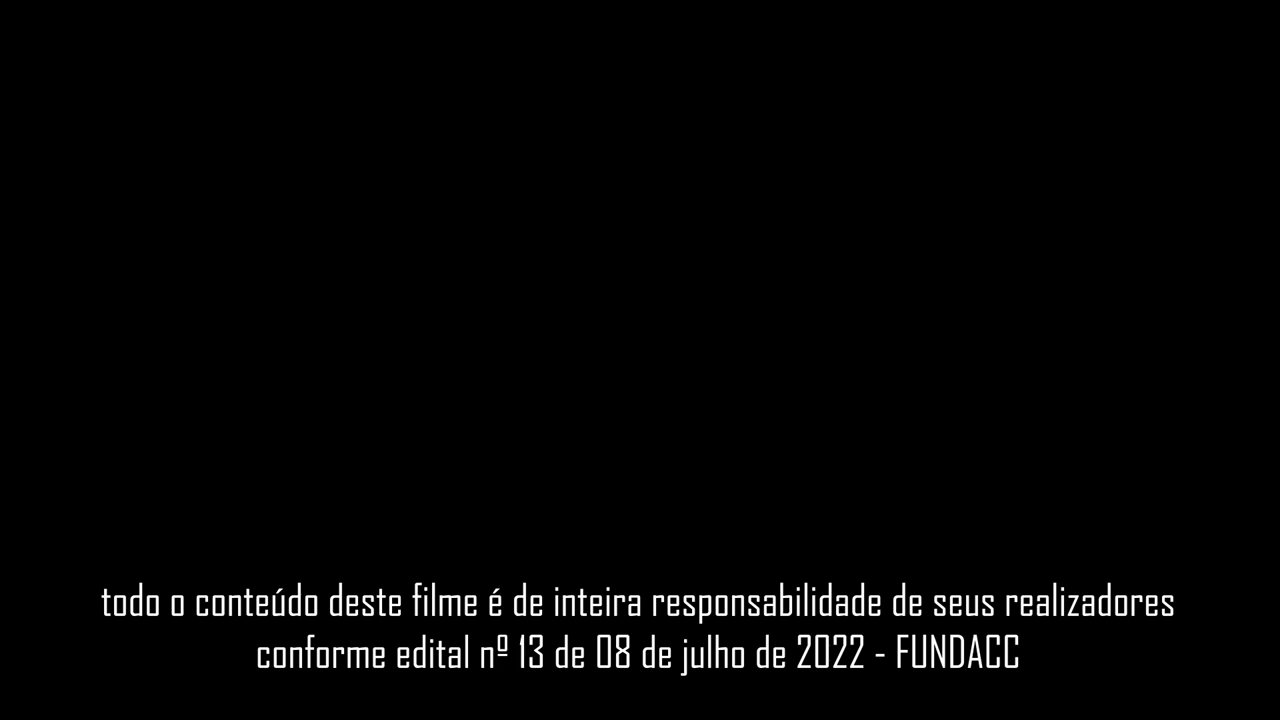 todo o conteúdo deste filme é de inteira responsabilidade de seus realizadores
conforme edital nº 13 de 08 de julho de 2022 - FUNDACC